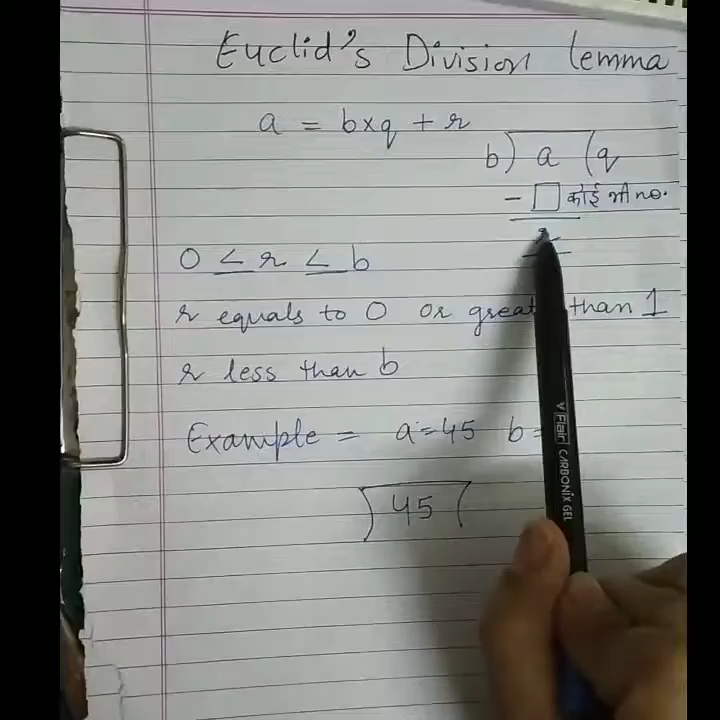 Euclid's Division lemma
a = b×q + r
b) a (q
- □ कोई भी no.
r
0 ≤ r ≤ b
r equals to 0 or great than 1
r less than b
Example = a=45 b=
) 45 (
Flair CARBONIX GEL